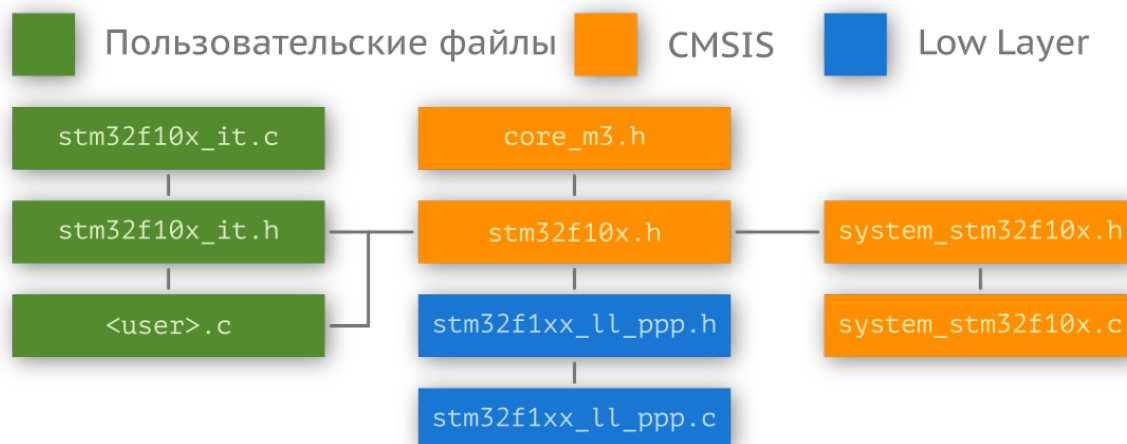 Пользовательские файлы
CMSIS
Low Layer
stm32f10x_it.c
core_m3.h
stm32f10x_it.h
stm32f10x.h
system_stm32f10x.h
<user>.c
stm32f1xx_ll_ppp.h
system_stm32f10x.c
stm32f1xx_ll_ppp.c